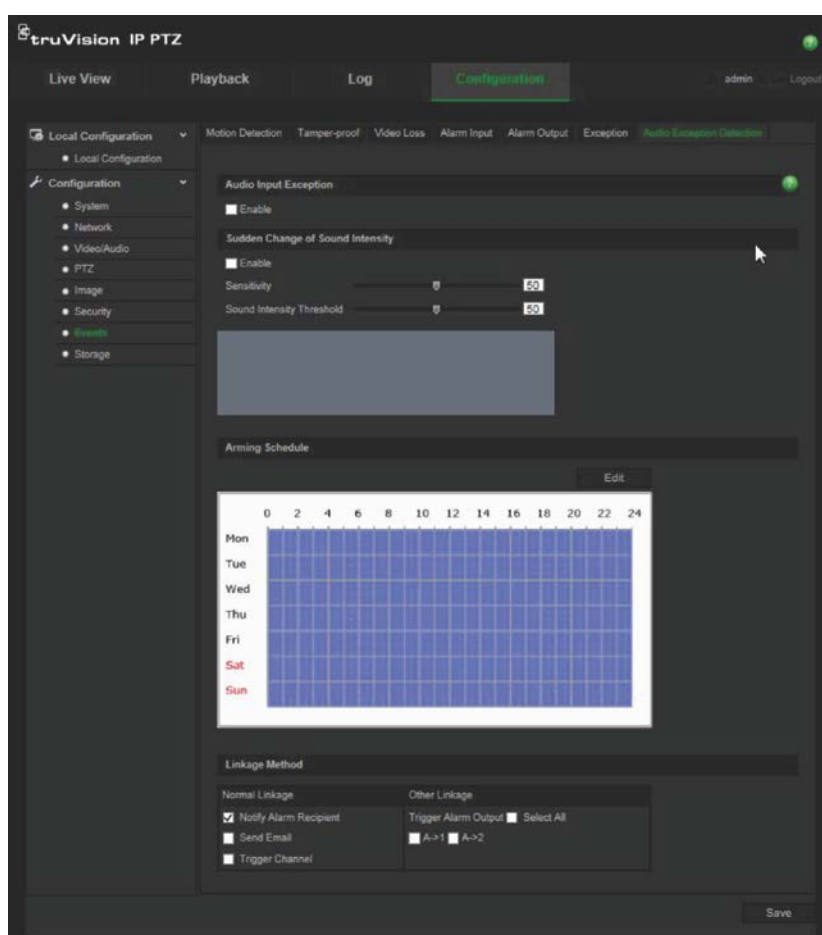 truVision IP PTZ
Live View Playback Log Configuration admin Logout
Local Configuration
Local Configuration
Configuration
System
Network
Video/Audio
PTZ
Image
Security
Events
Storage
Motion Detection Tamper-proof Video Loss Alarm Input Alarm Output Exception Audio Exception Detection
Audio Input Exception
Enable
Sudden Change of Sound Intensity
Enable
Sensitivity 50
Sound Intensity Threshold 50
Arming Schedule
Edit
0 2 4 6 8 10 12 14 16 18 20 22 24
Mon
Tue
Wed
Thu
Fri
Sat
Sun
Linkage Method
Normal Linkage Other Linkage
Notify Alarm Recipient Trigger Alarm Output Select All
Send Email A->1 A->2
Trigger Channel
Save